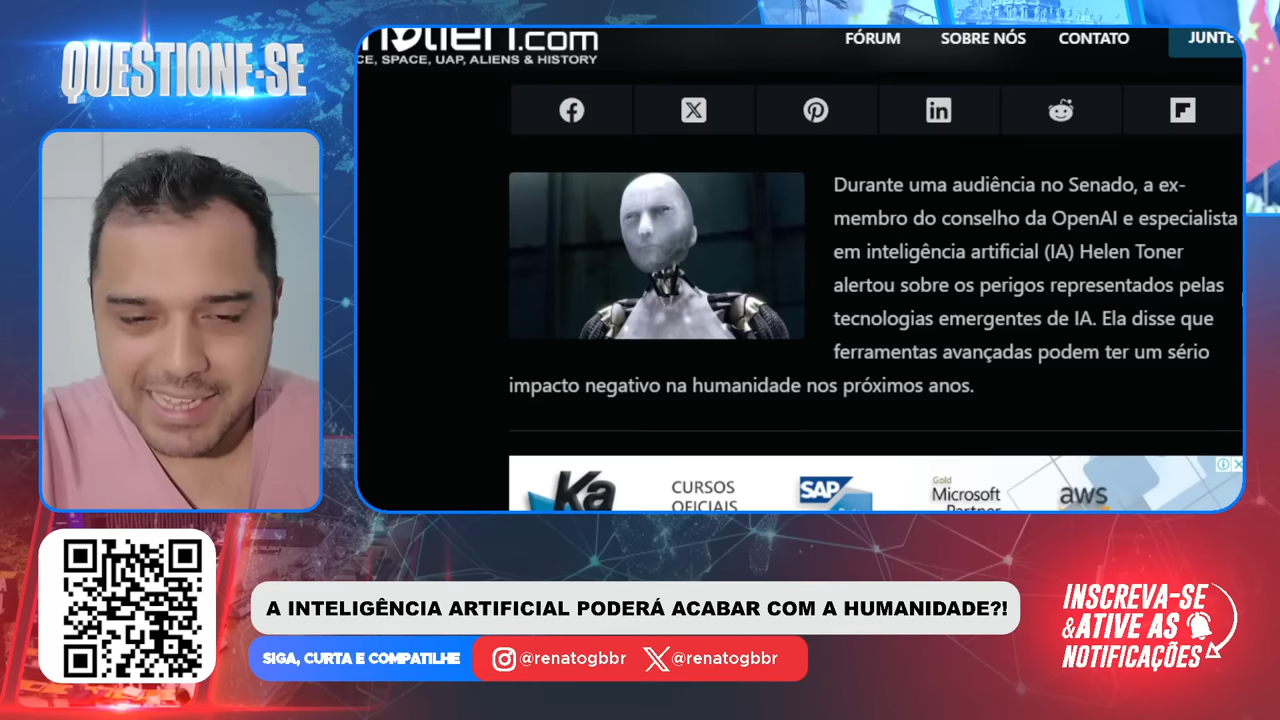 QUESTIONE-SE
.com
CE, SPACE, UAP, ALIENS & HISTORY
FÓRUM
SOBRE NÓS
CONTATO
JUNTE
Durante uma audiência no Senado, a ex-
membro do conselho da OpenAI e especialista
em inteligência artificial (IA) Helen Toner
alertou sobre os perigos representados pelas
tecnologias emergentes de IA. Ela disse que
ferramentas avançadas podem ter um sério
impacto negativo na humanidade nos próximos anos.
Ka
CURSOS
OFICIAIS
SAP
Gold
Microsoft
Partner
aws
A INTELIGÊNCIA ARTIFICIAL PODERÁ ACABAR COM A HUMANIDADE?!
SIGA, CURTA E COMPATILHE
@renatogbbr
@renatogbbr
INSCREVA-SE
&ATIVE AS
NOTIFICAÇÕES